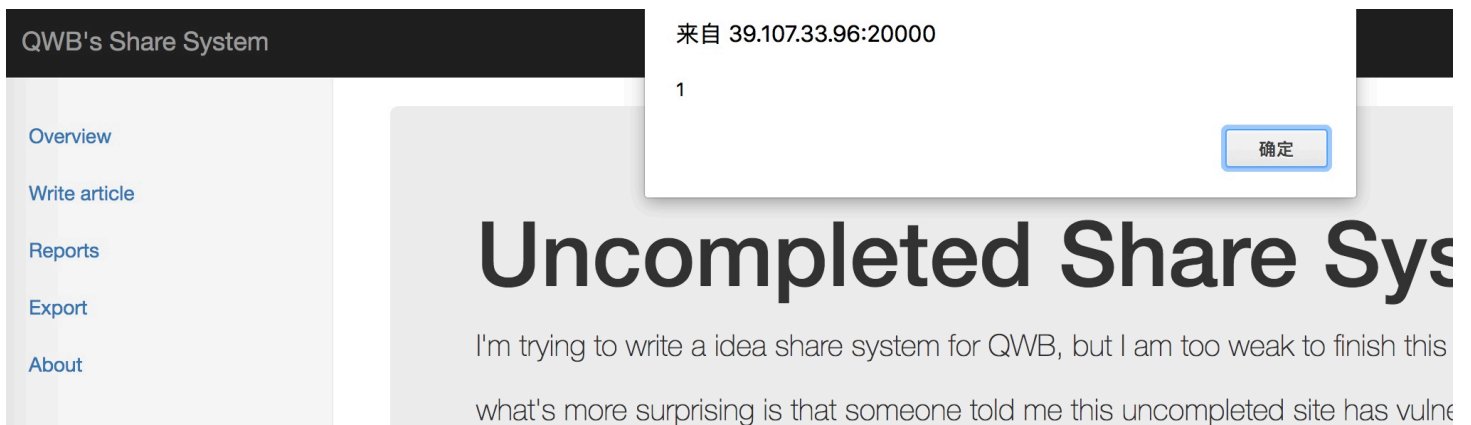 QWB's Share System
来自 39.107.33.96:20000
1
确定
Overview
Write article
Reports
Export
About
Uncompleted Share
I'm trying to write a idea share system for QWB, but I am too weak to finish this
what's more surprising is that someone told me this uncompleted site has